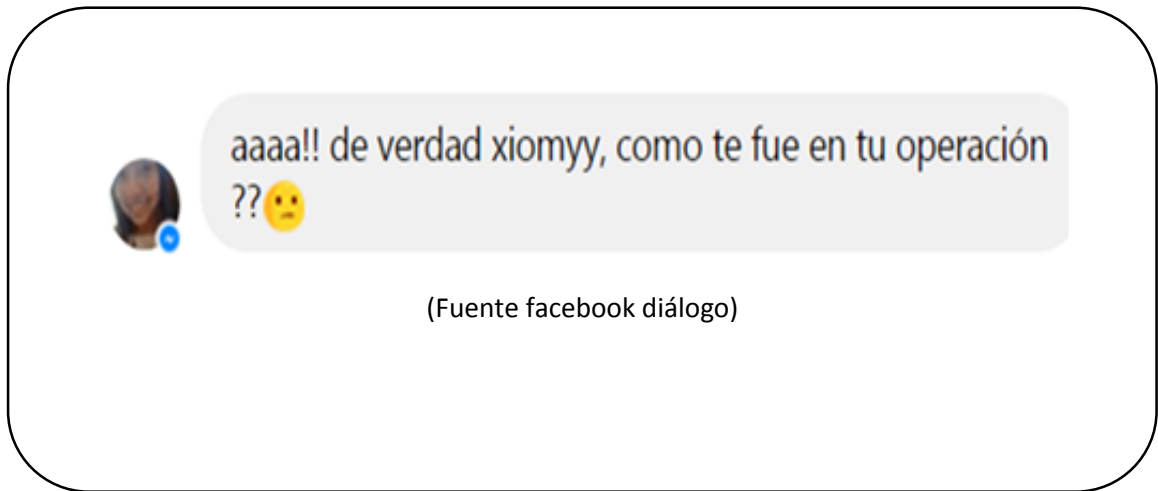 aaaa!! de verdad xiomyy, como te fue en tu operación
??🫤
(Fuente facebook diálogo)